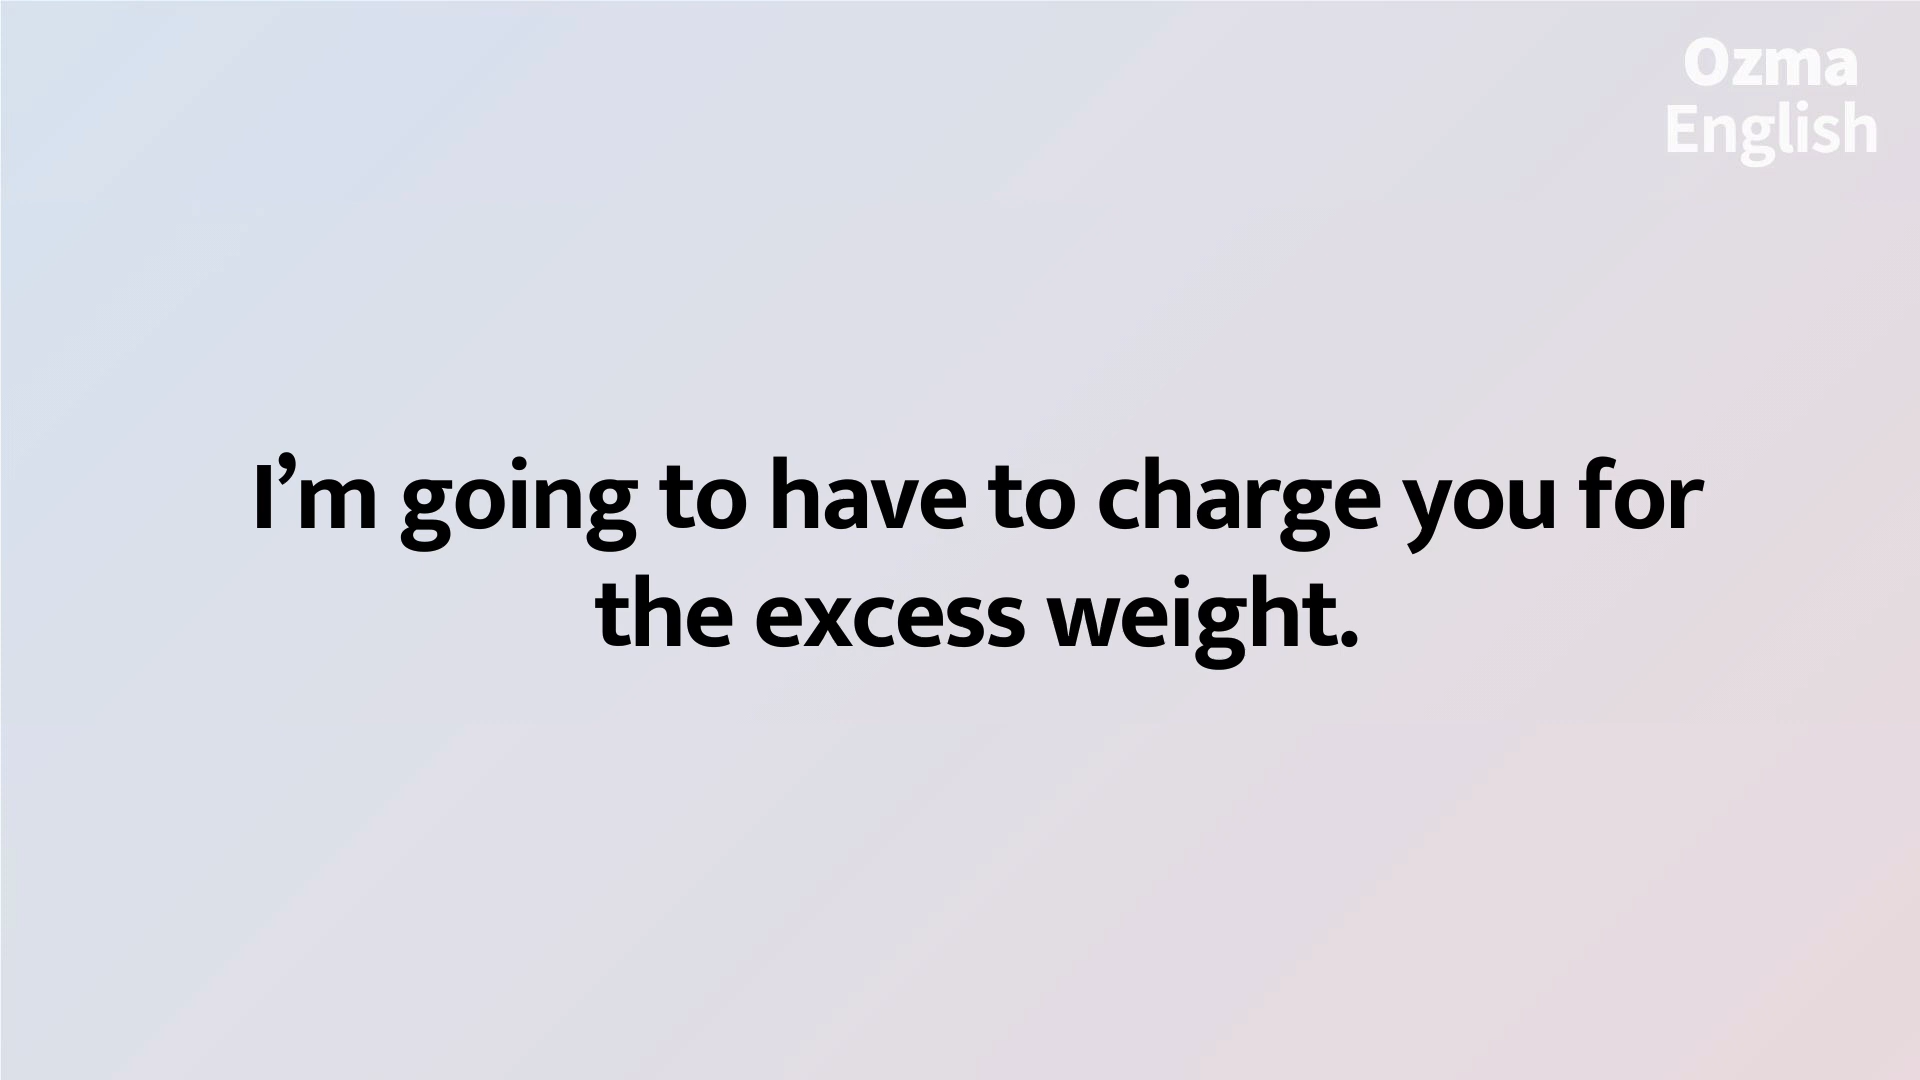 Ozma
English
I’m going to have to charge you for
the excess weight.